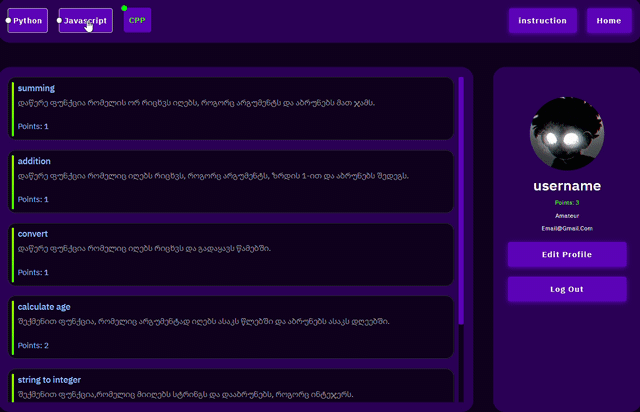 Python
Javascript
CPP
instruction
Home
summing
დაწერე ფუნქცია რომელის ორ რიცხვს იღებს, როგორც არგუმენტს და აბრუნებს მათ ჯამს.
Points: 1
addition
დაწერე ფუნქცია რომელიც იღებს რიცხვს, როგორც არგუმენტს, ზრდის 1-ით და აბრუნებს შედეგს.
Points: 1
convert
დაწერე ფუნქცია რომელიც იღებს რიცხვს და გადაყავს წამებში.
Points: 1
calculate age
შექმენით ფუნქცია, რომელიც არგუმენტად იღებს ასაკს წლებში და აბრუნებს ასაკს დღეებში.
Points: 2
string to integer
შექმენით ფუნქცია,რომელიც მიიღებს სტრინგს და დააბრუნებს, როგორც ინტეჯერს.
username
Points: 3
Amateur
Email@Gmail.Com
Edit Profile
Log Out